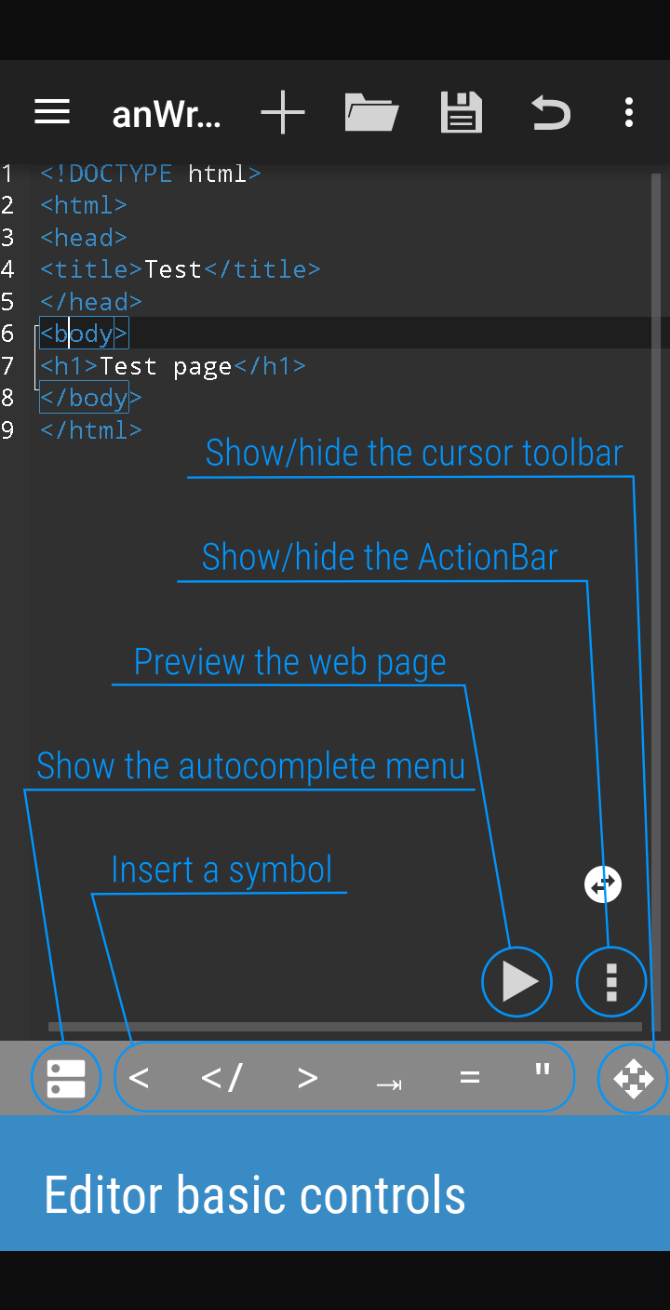 anWr...
1 <!DOCTYPE html>
2 <html>
3 <head>
4 <title>Test</title>
5 </head>
6 <body>
7 <h1>Test page</h1>
8 </body>
9 </html>
Show/hide the cursor toolbar
Show/hide the ActionBar
Preview the web page
Show the autocomplete menu
Insert a symbol
< </ > ⇥ = "
Editor basic controls